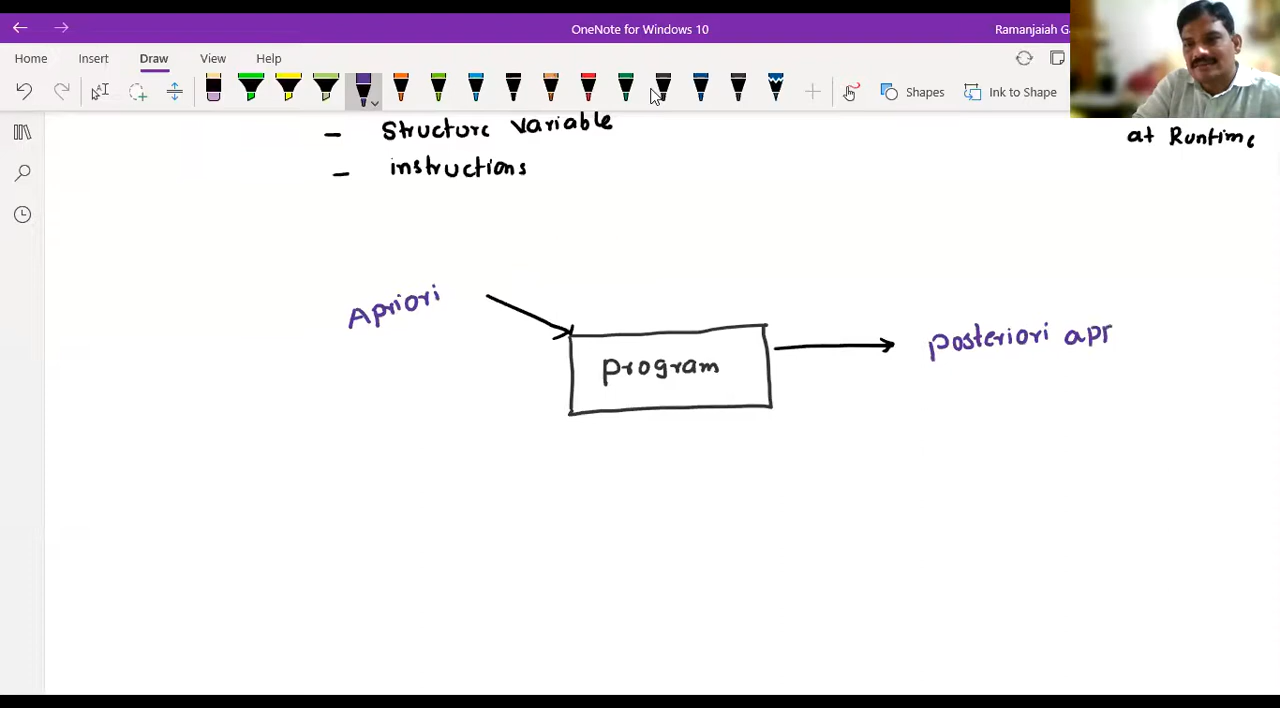 OneNote for Windows 10
Ramanjaiah G
Home Insert Draw View Help
Shapes
Ink to Shape
- Structure Variable
at Runtime
- instructions
Apriori
program
posteriori apr